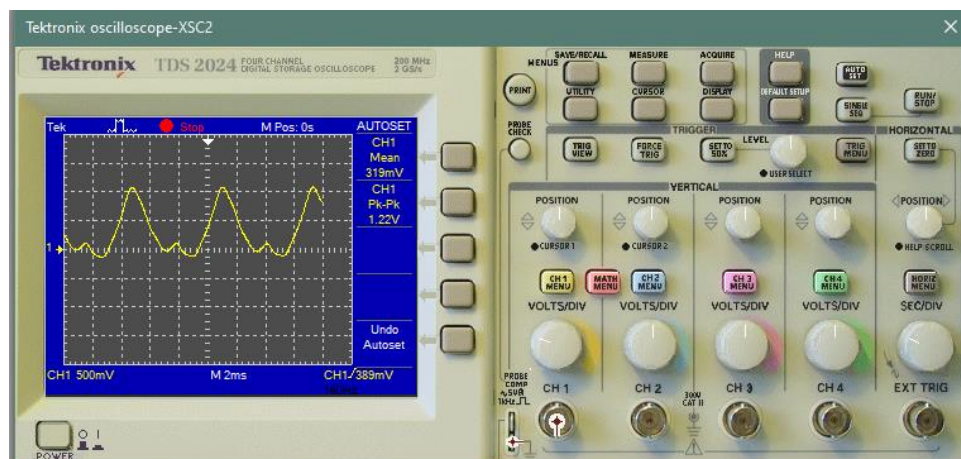 Tektronix oscilloscope-XSC2
Tektronix TDS 2024 FOUR CHANNEL DIGITAL STORAGE OSCILLOSCOPE 200 MHz 2 GS/s
Tek Stop M Pos: 0s AUTOSET
CH1
Mean
319mV
CH1
Pk-Pk
1.22V
1
Undo
Autoset
CH1 500mV M 2ms CH1 389mV
POWER
PRINT
PROBE
CHECK
MENUS
SAVE/RECALL MEASURE ACQUIRE HELP
AUTO
SET
UTILITY CURSOR DISPLAY DEFAULT SETUP
SINGLE
SEQ
RUN/
STOP
TRIGGER
TRIG
VIEW
FORCE
TRIG
SET TO
50%
LEVEL
USER SELECT
TRIG
MENU
HORIZONTAL
SET TO
ZERO
VERTICAL
POSITION POSITION POSITION POSITION POSITION
CURSOR 1 CURSOR 2 HELP SCROLL
CH 1
MENU
MATH
MENU
CH 2
MENU
CH 3
MENU
CH 4
MENU
HORIZ
MENU
VOLTS/DIV VOLTS/DIV VOLTS/DIV VOLTS/DIV SEC/DIV
PROBE
COMP
~5V@
1kHz
CH 1 CH 2 CH 3 CH 4 EXT TRIG
300V
CAT II